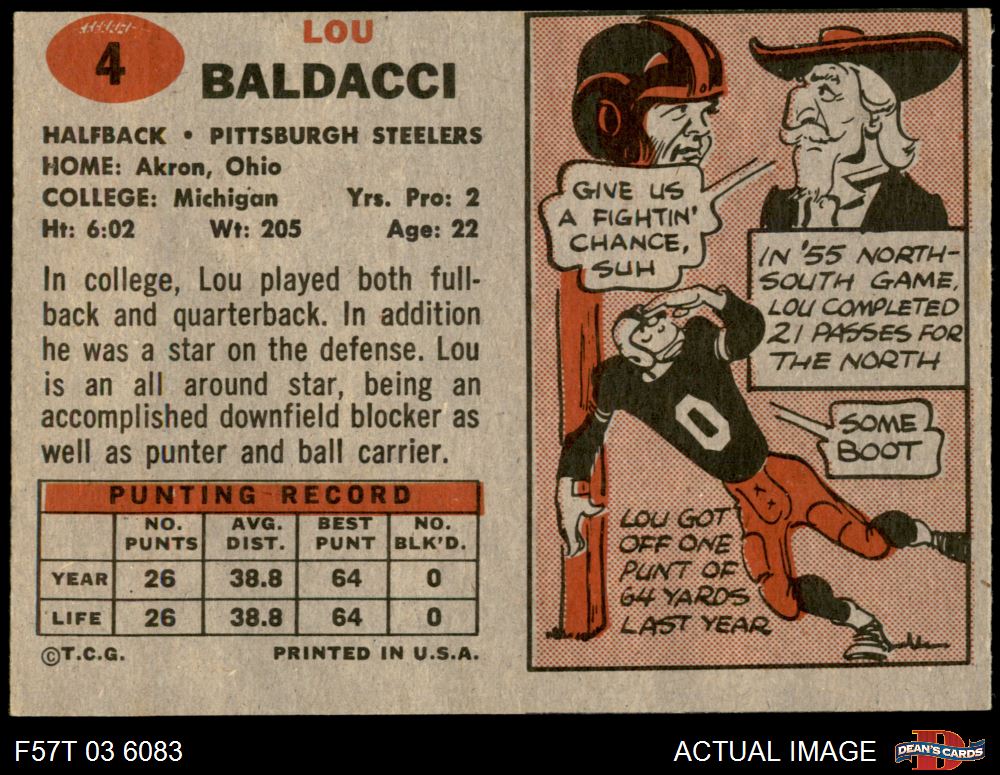 4
LOU
BALDACCI
HALFBACK • PITTSBURGH STEELERS
HOME: Akron, Ohio
COLLEGE: Michigan Yrs. Pro: 2
Ht: 6:02 Wt: 205 Age: 22
In college, Lou played both full-
back and quarterback. In addition
he was a star on the defense. Lou
is an all around star, being an
accomplished downfield blocker as
well as punter and ball carrier.
PUNTING RECORD
NO. PUNTS AVG. DIST. BEST PUNT NO. BLK'D.
YEAR 26 38.8 64 0
LIFE 26 38.8 64 0
©T.C.G. PRINTED IN U.S.A.
GIVE US
A FIGHTIN'
CHANCE,
SUH
IN '55 NORTH-
SOUTH GAME,
LOU COMPLETED
21 PASSES FOR
THE NORTH
SOME
BOOT
0
LOU GOT
OFF ONE
PUNT OF
64 YARDS
LAST YEAR
F57T 03 6083
ACTUAL IMAGE
D
DEAN'S CARDS